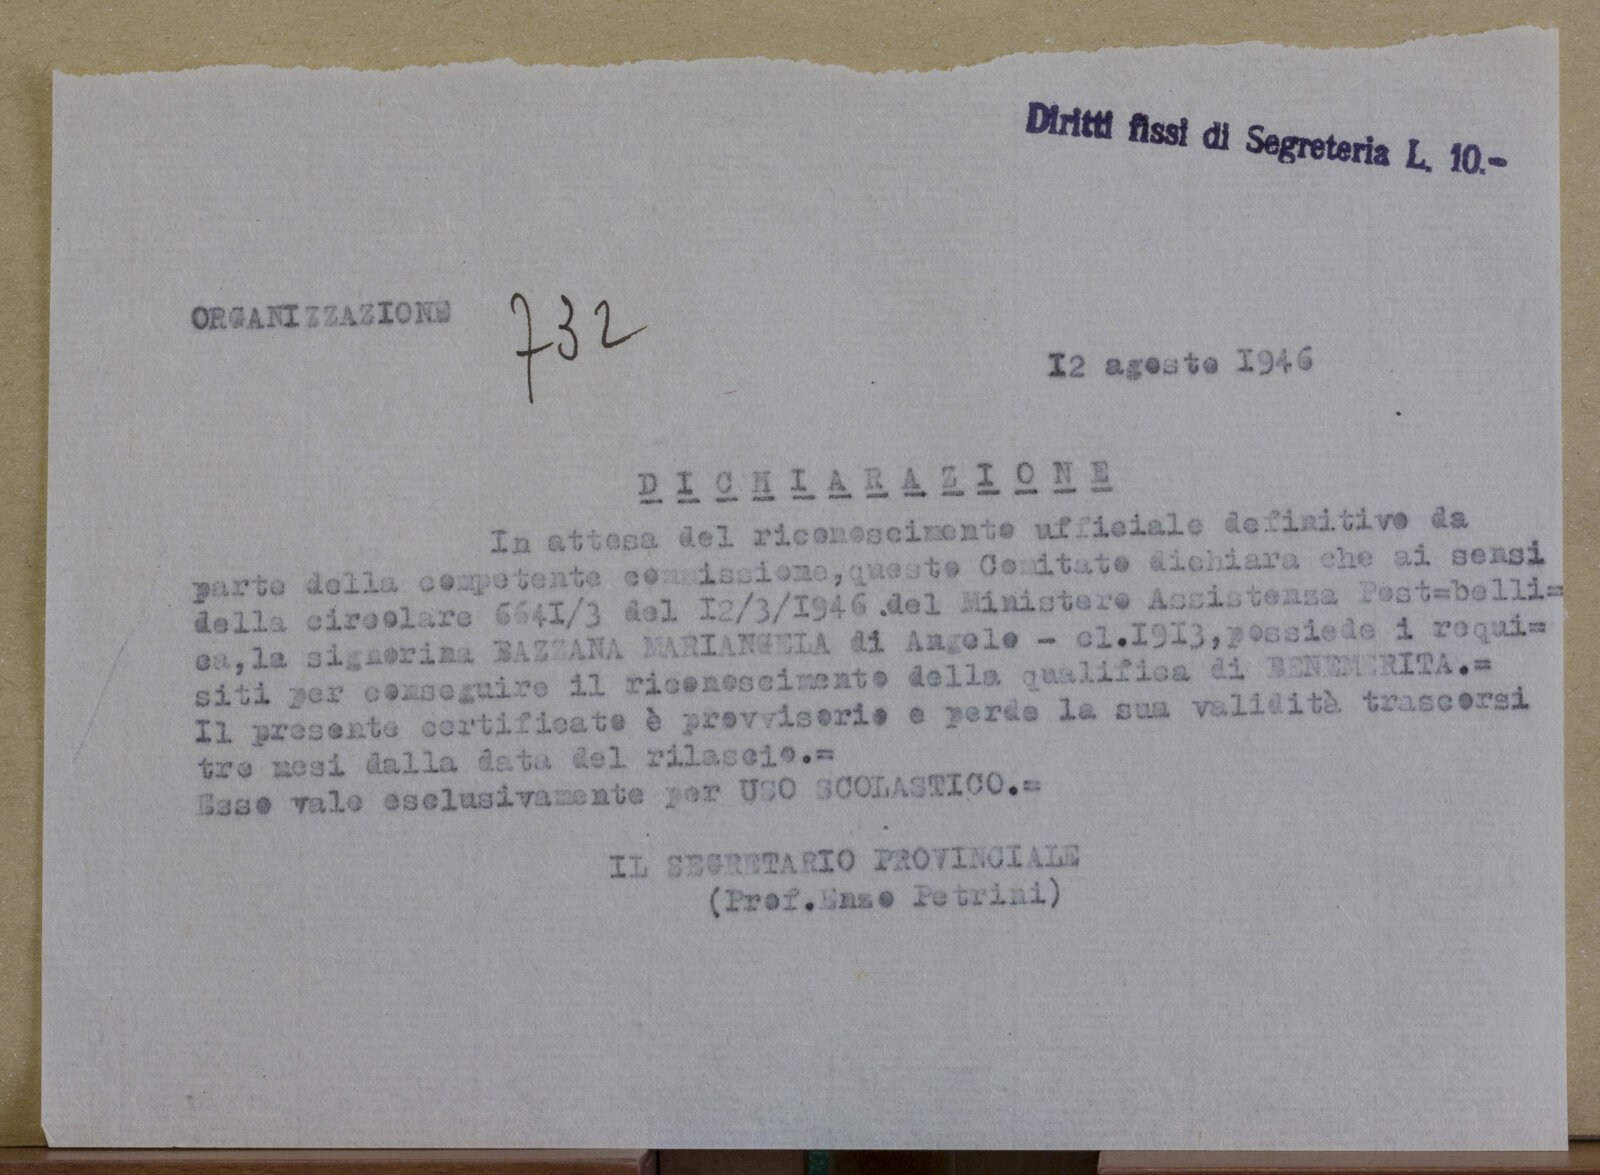 Diritti fissi di Segreteria L. 10.-
ORGANIZZAZIONE 732
I2 agosto I946
D I C H I A R A Z I O N E
In attesa del riconoscimento ufficiale definitivo da
parte della competente commissione,questo Comitato dichiara che ai sensi
della circolare 664I/3 del I2/3/I946 .del Ministero Assistenza Post=belli=
ca,la signorina BAZZANA MARIANGELA di Angelo - cl.I9I3,possiede i requi=
siti per conseguire il riconoscimento della qualifica di BENEMERITA.=
Il presente certificato è provvisorio e perde la sua validità trascorsi
tre mesi dalla data del rilascio.=
Esso vale esclusivamente per USO SCOLASTICO.=
IL SEGRETARIO PROVINCIALE
(Prof.Enzo Petrini)